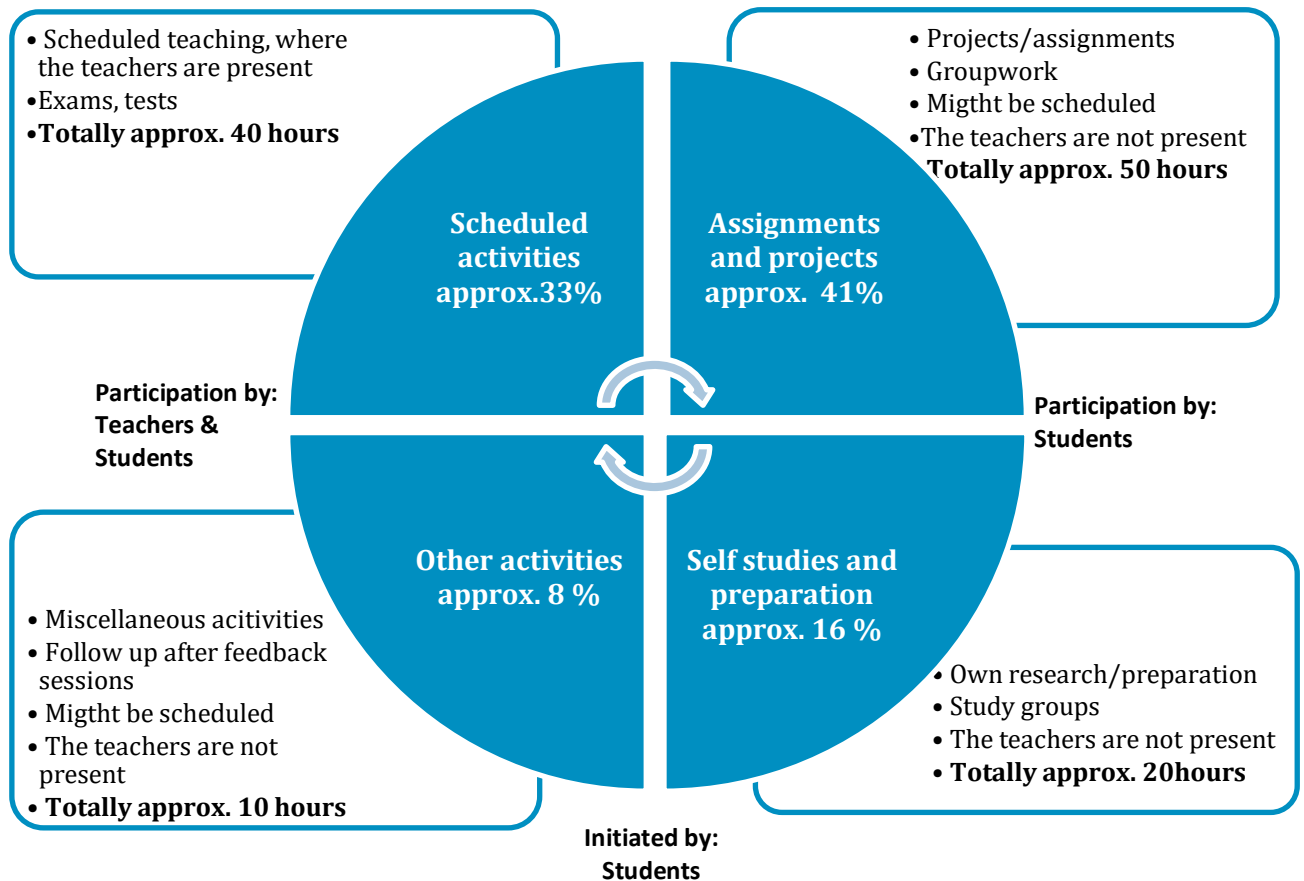 • Scheduled teaching, where
the teachers are present
•Exams, tests
•Totally approx. 40 hours
• Projects/assignments
• Groupwork
• Migtht be scheduled
•The teachers are not present
Totally approx. 50 hours
Scheduled
activities
approx.33%
Assignments
and projects
approx. 41%
Participation by:
Teachers &
Students
Participation by:
Students
Other activities
approx. 8 %
Self studies and
preparation
approx. 16 %
• Miscellaneous acitivities
• Follow up after feedback
sessions
• Migtht be scheduled
• The teachers are not
present
• Totally approx. 10 hours
• Own research/preparation
• Study groups
• The teachers are not present
• Totally approx. 20hours
Initiated by:
Students